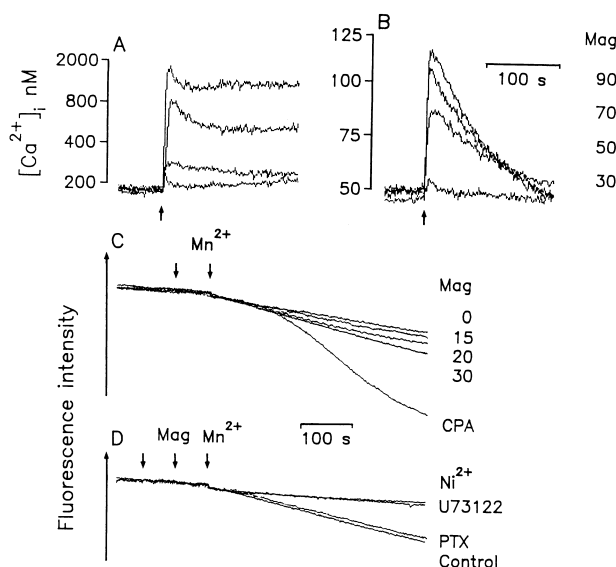 A
B
Mag
125
100
75
50
2000
800
400
200
[Ca²⁺]ᵢ nM
100 s
90
70
50
30
C
Mn²⁺
Mag
0
15
20
30
CPA
Fluorescence intensity
100 s
D
Mag Mn²⁺
Ni²⁺
U73122
PTX
Control